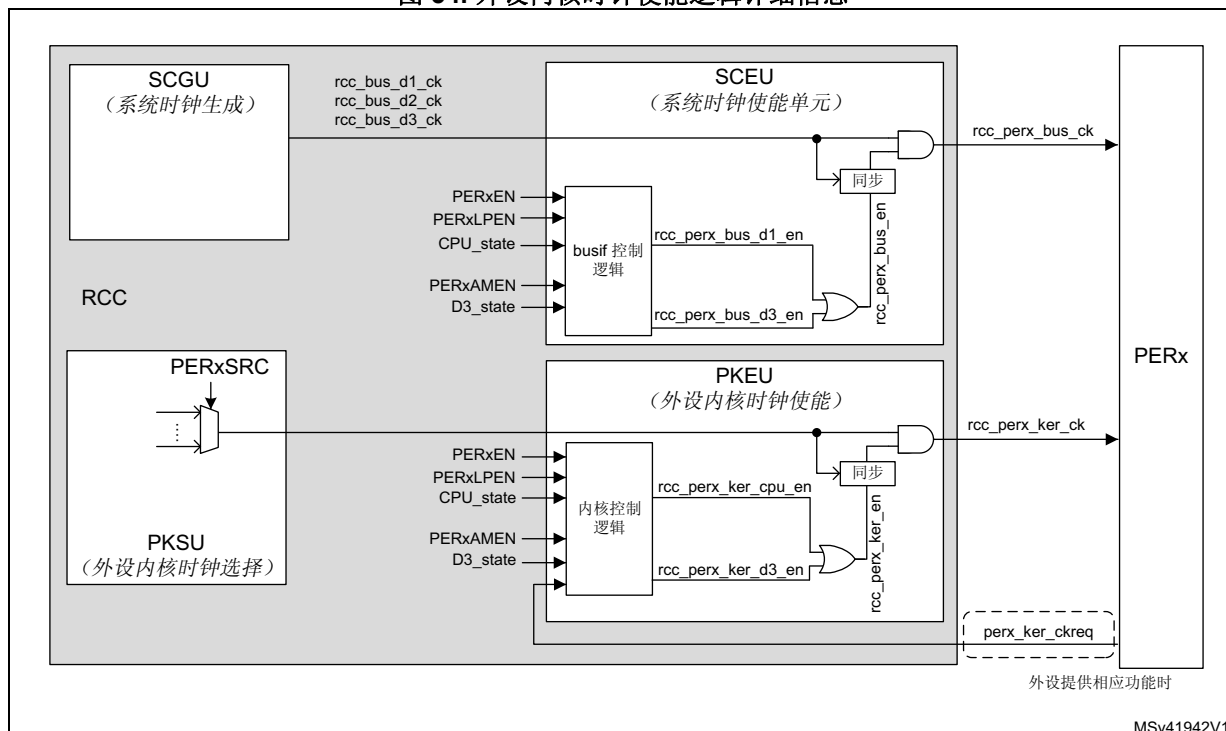 SCGU
（系统时钟生成）
rcc_bus_d1_ck
rcc_bus_d2_ck
rcc_bus_d3_ck
SCEU
（系统时钟使能单元）
rcc_perx_bus_ck
同步
PERxEN
PERxLPEN
CPU_state
PERxAMEN
D3_state
busif 控制
逻辑
rcc_perx_bus_d1_en
rcc_perx_bus_d3_en
rcc_perx_bus_en
RCC
PERx
PERxSRC
PKSU
（外设内核时钟选择）
PKEU
（外设内核时钟使能）
rcc_perx_ker_ck
同步
PERxEN
PERxLPEN
CPU_state
PERxAMEN
D3_state
内核控制
逻辑
rcc_perx_ker_cpu_en
rcc_perx_ker_d3_en
rcc_perx_ker_en
perx_ker_ckreq
外设提供相应功能时
MSv41942V1